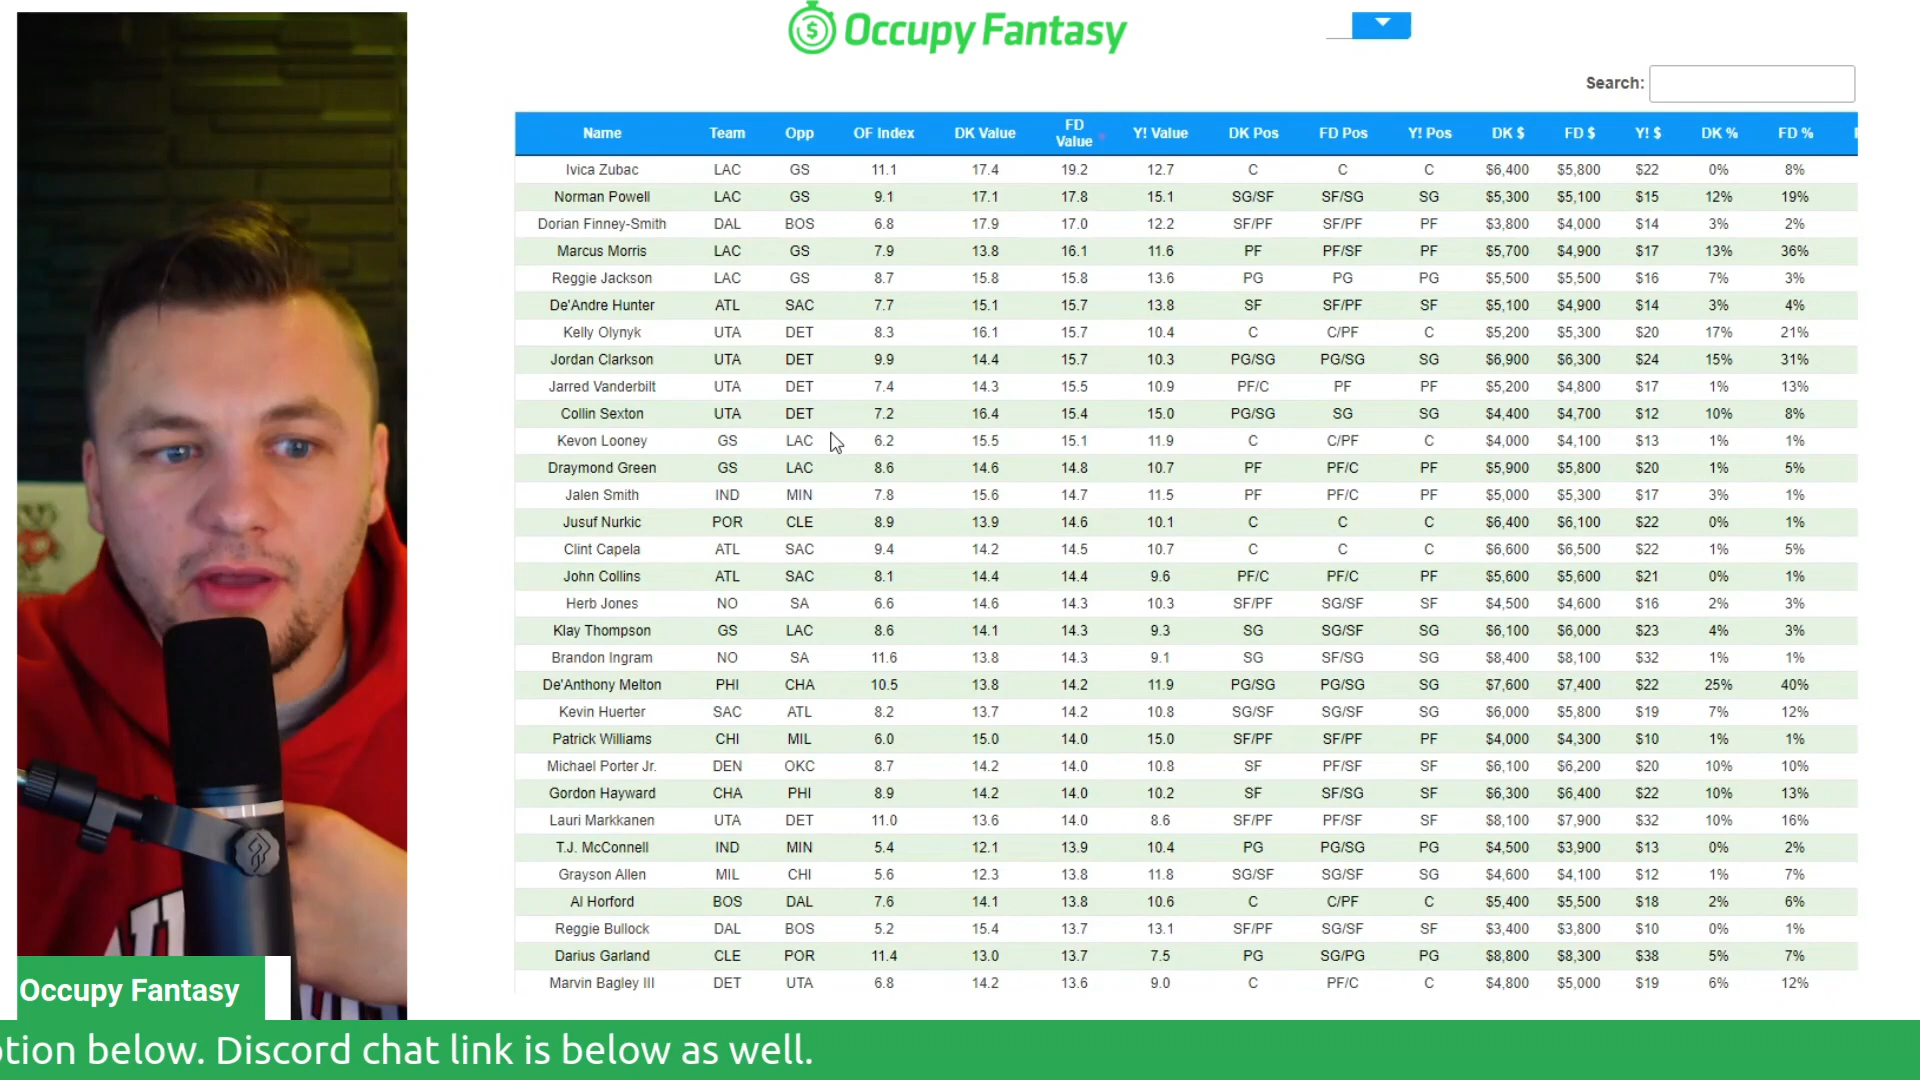 Occupy Fantasy
Search:
Name Team Opp OF Index DK Value FD Value Y! Value DK Pos FD Pos Y! Pos DK $ FD $ Y! $ DK % FD %
Ivica Zubac LAC GS 11.1 17.4 19.2 12.7 C C C $6,400 $5,800 $22 0% 8%
Norman Powell LAC GS 9.1 17.1 17.8 15.1 SG/SF SF/SG SG $5,300 $5,100 $15 12% 19%
Dorian Finney-Smith DAL BOS 6.8 17.9 17.0 12.2 SF/PF SF/PF PF $3,800 $4,000 $14 3% 2%
Marcus Morris LAC GS 7.9 13.8 16.1 11.6 PF PF/SF PF $5,700 $4,900 $17 13% 36%
Reggie Jackson LAC GS 8.7 15.8 15.8 13.6 PG PG PG $5,500 $5,500 $16 7% 3%
De'Andre Hunter ATL SAC 7.7 15.1 15.7 13.8 SF SF/PF SF $5,100 $4,900 $14 3% 4%
Kelly Olynyk UTA DET 8.3 16.1 15.7 10.4 C C/PF C $5,200 $5,300 $20 17% 21%
Jordan Clarkson UTA DET 9.9 14.4 15.7 10.3 PG/SG PG/SG SG $6,900 $6,300 $24 15% 31%
Jarred Vanderbilt UTA DET 7.4 14.3 15.5 10.9 PF/C PF PF $5,200 $4,800 $17 1% 13%
Collin Sexton UTA DET 7.2 16.4 15.4 15.0 PG/SG SG SG $4,400 $4,700 $12 10% 8%
Kevon Looney GS LAC 6.2 15.5 15.1 11.9 C C/PF C $4,000 $4,100 $13 1% 1%
Draymond Green GS LAC 8.6 14.6 14.8 10.7 PF PF/C PF $5,900 $5,800 $20 1% 5%
Jalen Smith IND MIN 7.8 15.6 14.7 11.5 PF PF/C PF $5,000 $5,300 $17 3% 1%
Jusuf Nurkic POR CLE 8.9 13.9 14.6 10.1 C C C $6,400 $6,100 $22 0% 1%
Clint Capela ATL SAC 9.4 14.2 14.5 10.7 C C C $6,600 $6,500 $22 1% 5%
John Collins ATL SAC 8.1 14.4 14.4 9.6 PF/C PF/C PF $5,600 $5,600 $21 0% 1%
Herb Jones NO SA 6.6 14.6 14.3 10.3 SF/PF SG/SF SF $4,500 $4,600 $16 2% 3%
Klay Thompson GS LAC 8.6 14.1 14.3 9.3 SG SG/SF SG $6,100 $6,000 $23 4% 3%
Brandon Ingram NO SA 11.6 13.8 14.3 9.1 SG SF/SG SG $8,400 $8,100 $32 1% 1%
De'Anthony Melton PHI CHA 10.5 13.8 14.2 11.9 PG/SG PG/SG SG $7,600 $7,400 $22 25% 40%
Kevin Huerter SAC ATL 8.2 13.7 14.2 10.8 SG/SF SG/SF SG $6,000 $5,800 $19 7% 12%
Patrick Williams CHI MIL 6.0 15.0 14.0 15.0 SF/PF SF/PF PF $4,000 $4,300 $10 1% 1%
Michael Porter Jr. DEN OKC 8.7 14.2 14.0 10.8 SF PF/SF SF $6,100 $6,200 $20 10% 10%
Gordon Hayward CHA PHI 8.9 14.2 14.0 10.2 SF SF/SG SF $6,300 $6,400 $22 10% 13%
Lauri Markkanen UTA DET 11.0 13.6 14.0 8.6 SF/PF PF/SF SF $8,100 $7,900 $32 10% 16%
T.J. McConnell IND MIN 5.4 12.1 13.9 10.4 PG PG/SG PG $4,500 $3,900 $13 0% 2%
Grayson Allen MIL CHI 5.6 12.3 13.8 11.8 SG/SF SG/SF SG $4,600 $4,100 $12 1% 7%
Al Horford BOS DAL 7.6 14.1 13.8 10.6 C C/PF C $5,400 $5,500 $18 2% 6%
Reggie Bullock DAL BOS 5.2 15.4 13.7 13.1 SF/PF SG/SF SF $3,400 $3,800 $10 0% 1%
Darius Garland CLE POR 11.4 13.0 13.7 7.5 PG SG/PG PG $8,800 $8,300 $38 5% 7%
Marvin Bagley III DET UTA 6.8 14.2 13.6 9.0 C PF/C C $4,800 $5,000 $19 6% 12%
Occupy Fantasy
below. Discord chat link is below as well.